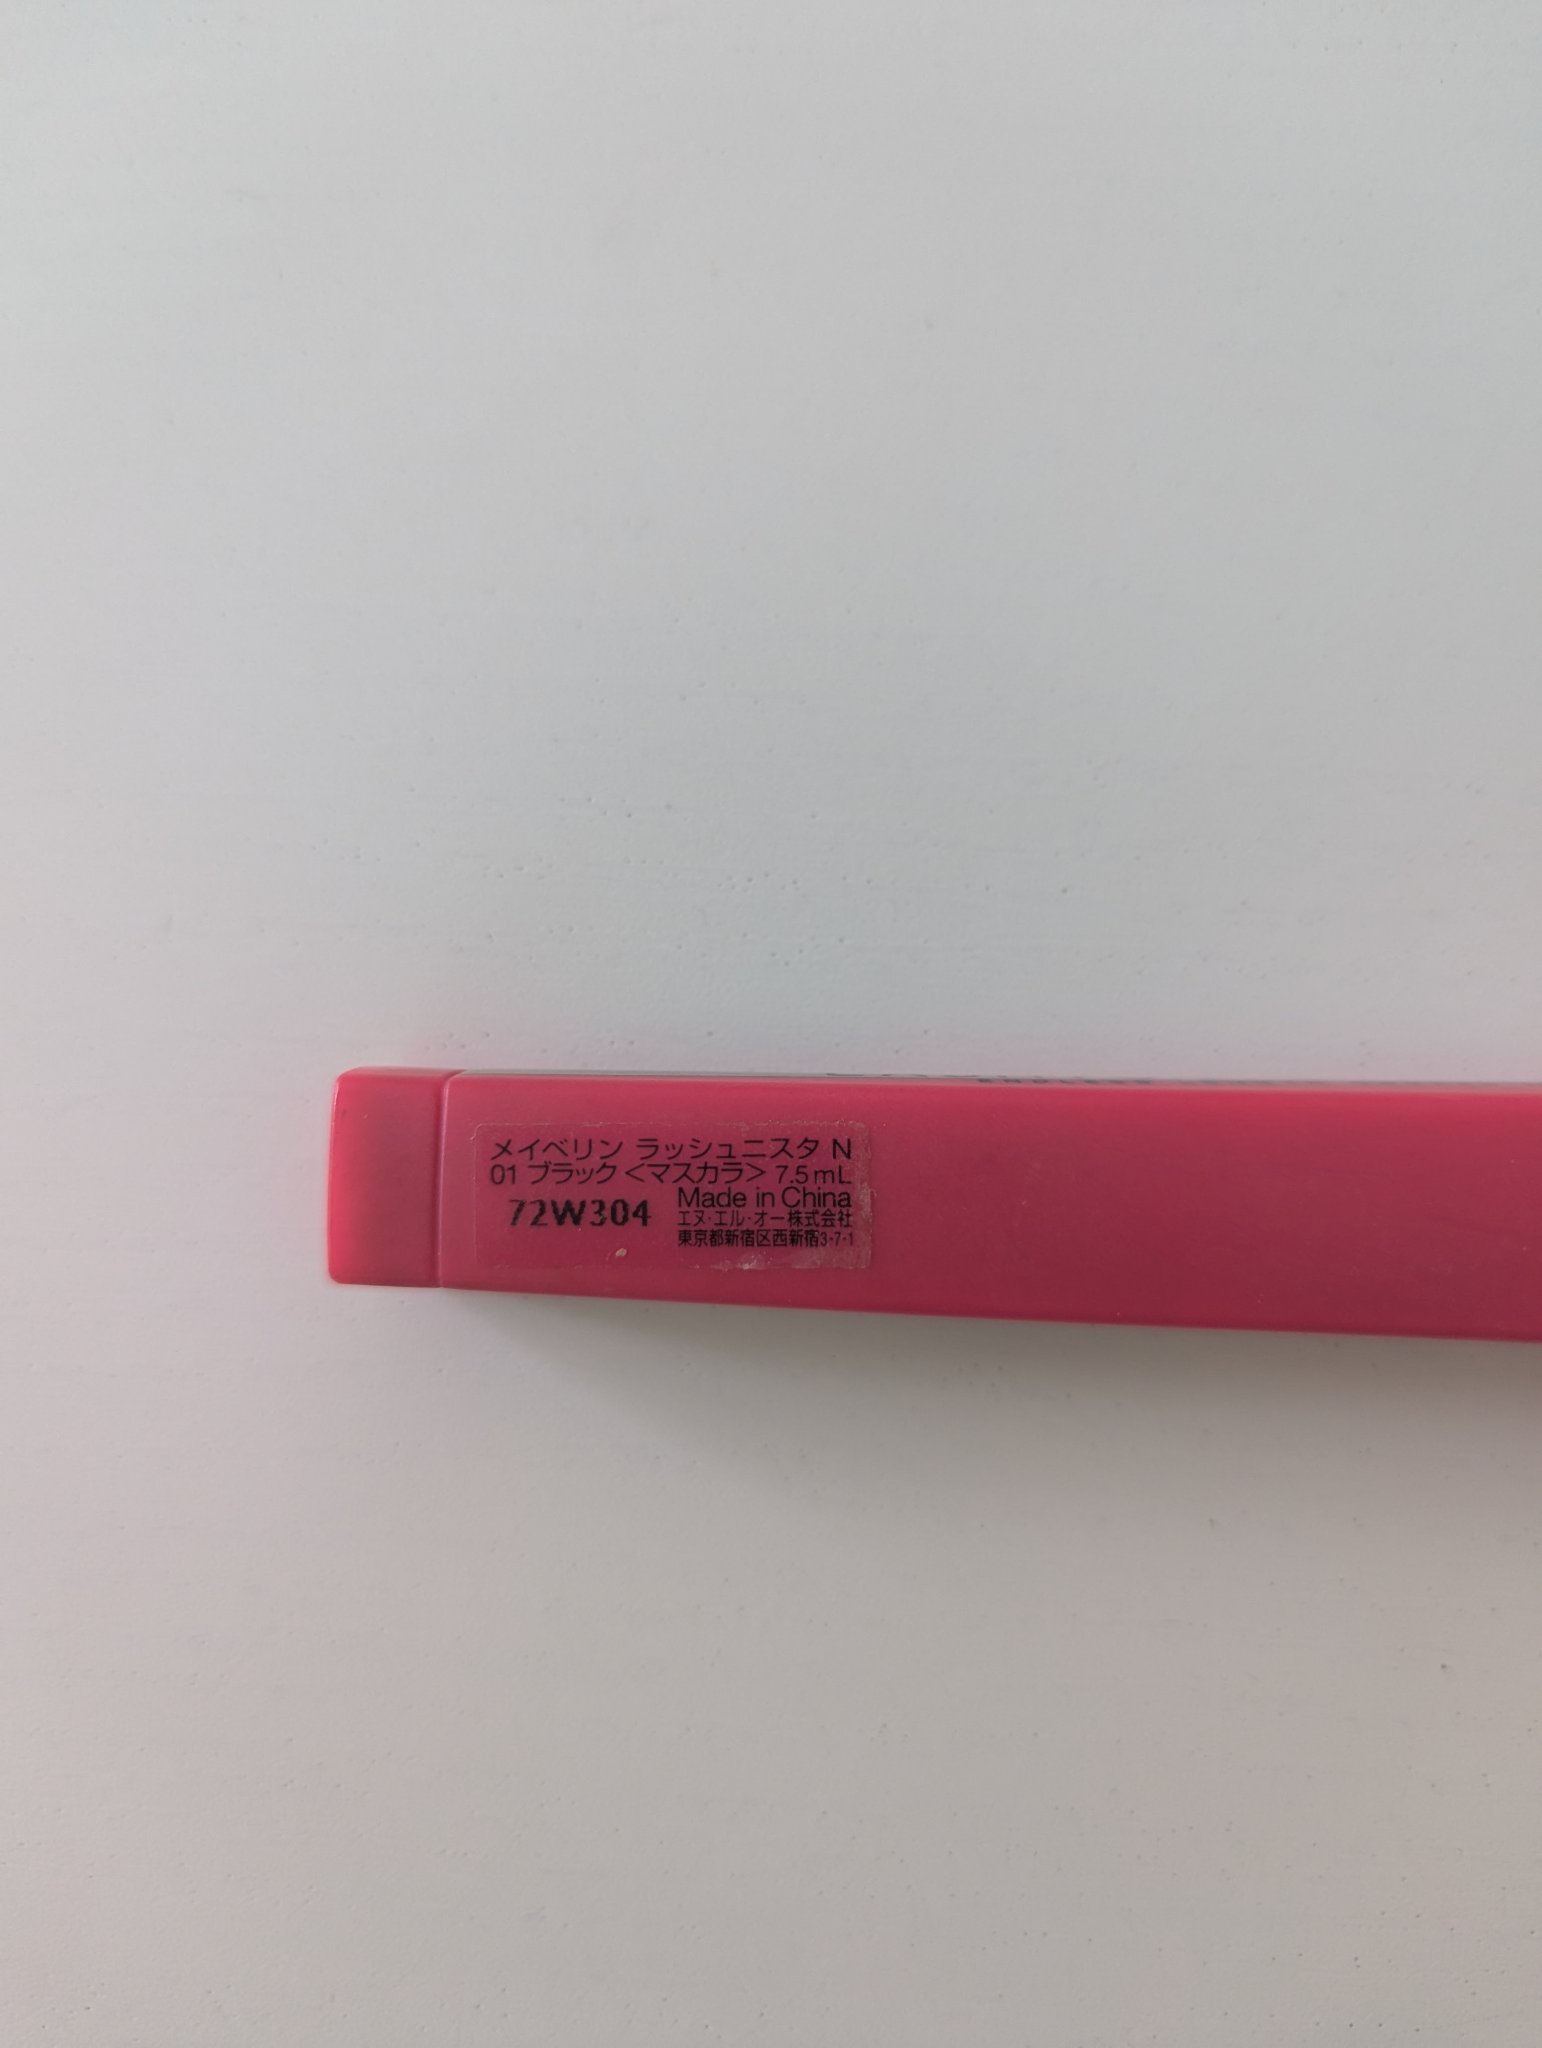 メイベリン ラッシュニスタ N
01 ブラック＜マスカラ＞ 7.5mL
72W304
Made in China
エヌ・エル・オー株式会社
東京都新宿区西新宿3-7-1